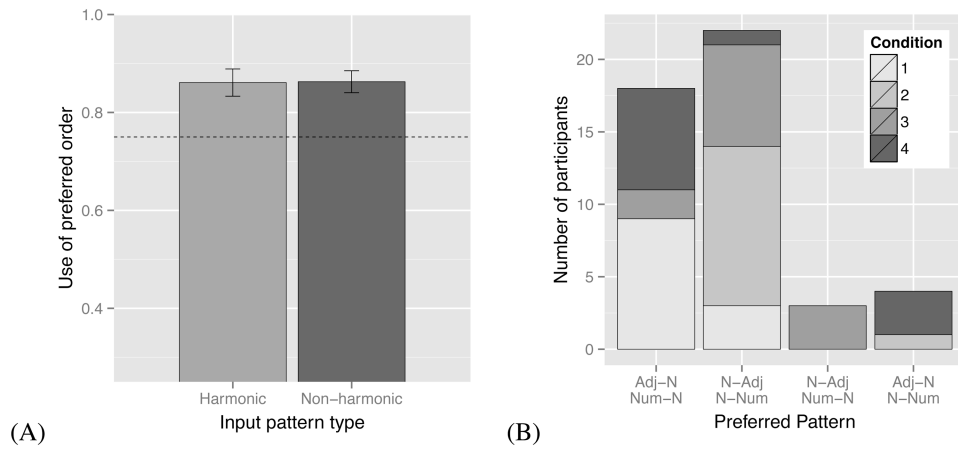 1.0
0.8
0.6
0.4
Use of preferred order
Harmonic
Non−harmonic
Input pattern type
(A)
20
15
10
5
0
Number of participants
Condition
1
2
3
4
Adj−N
Num−N
N−Adj
N−Num
N−Adj
Num−N
Adj−N
N−Num
Preferred Pattern
(B)